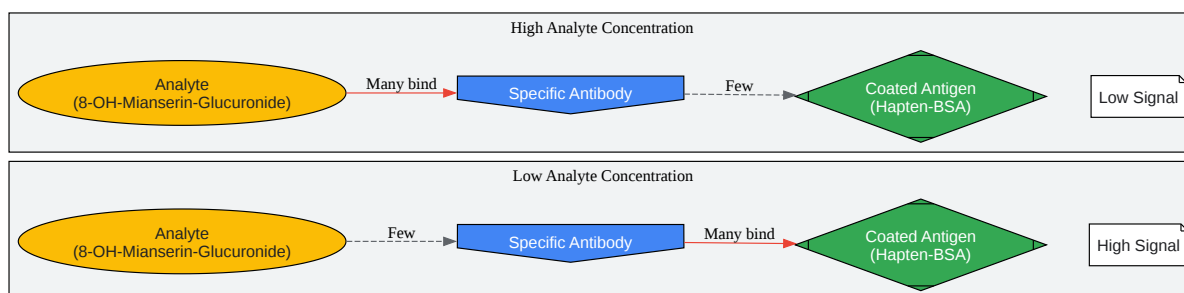 High Analyte Concentration
Analyte
(8-OH-Mianserin-Glucuronide)
Many bind
Specific Antibody
Few
Coated Antigen
(Hapten-BSA)
Low Signal
Low Analyte Concentration
Analyte
(8-OH-Mianserin-Glucuronide)
Few
Specific Antibody
Many bind
Coated Antigen
(Hapten-BSA)
High Signal